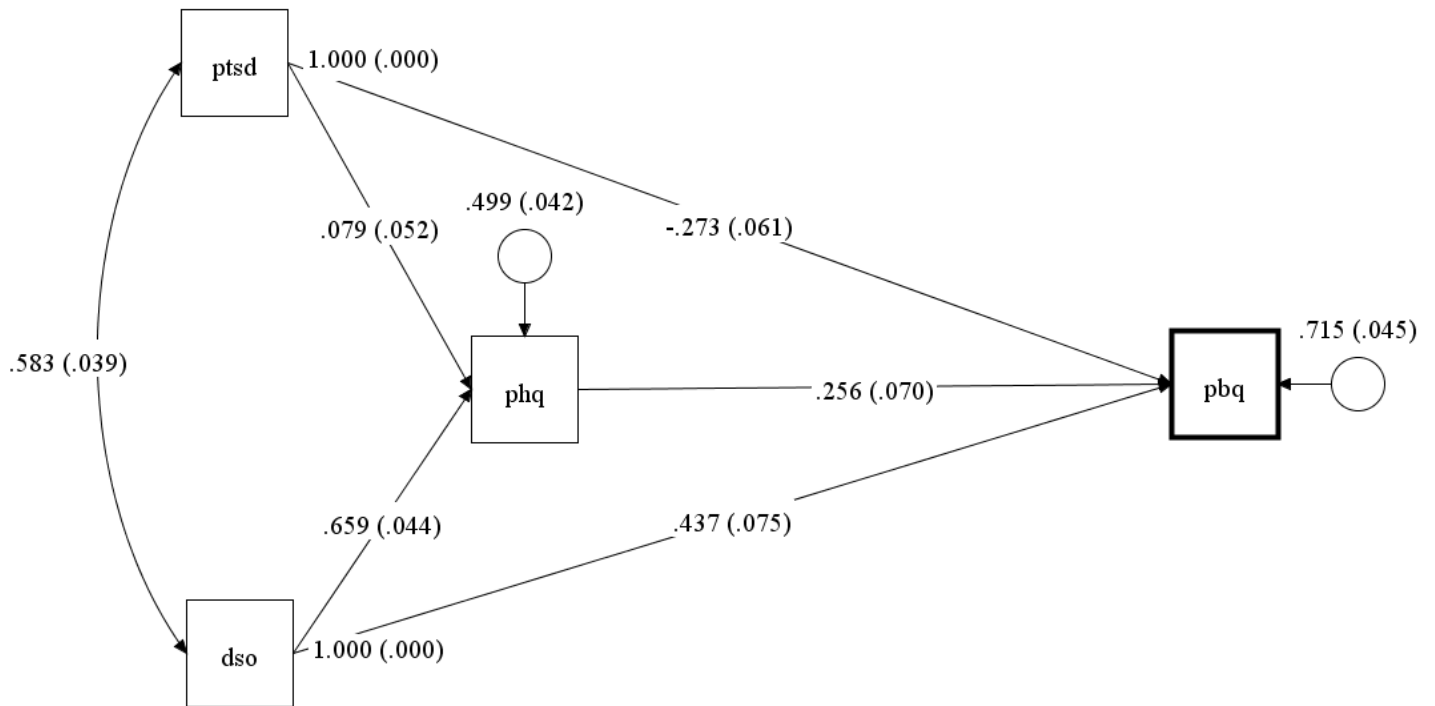 ptsd
1.000 (.000)
.499 (.042)
.079 (.052)
-.273 (.061)
.715 (.045)
.583 (.039)
phq
.256 (.070)
pbq
.659 (.044)
.437 (.075)
dso
1.000 (.000)